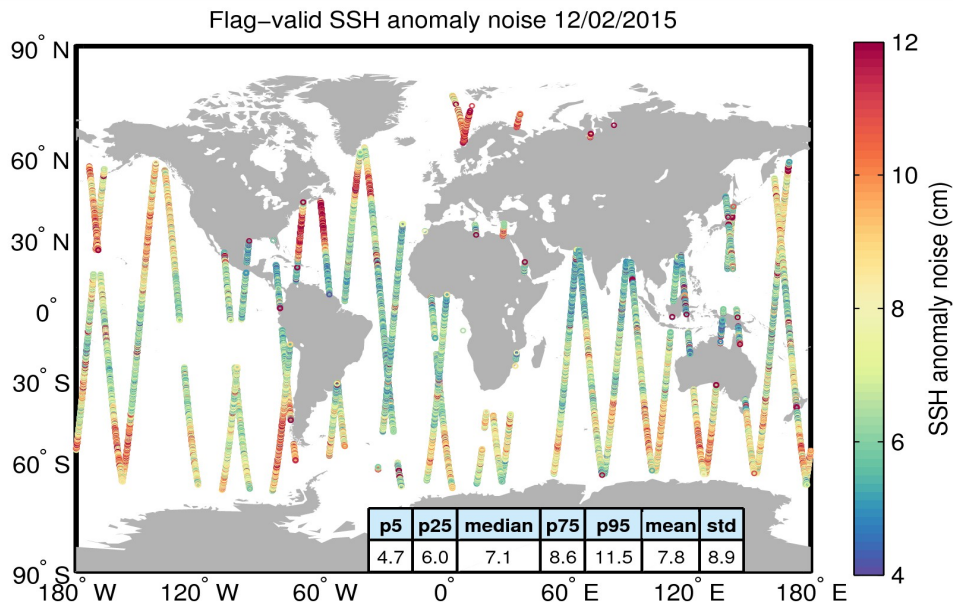 Flag–valid SSH anomaly noise 12/02/2015
90° N
60° N
30° N
0°
30° S
60° S
90° S
180° W
120° W
60° W
0°
60° E
120° E
180° E
p5 p25 median p75 p95 mean std
4.7 6.0 7.1 8.6 11.5 7.8 8.9
12
10
8
6
4
SSH anomaly noise (cm)